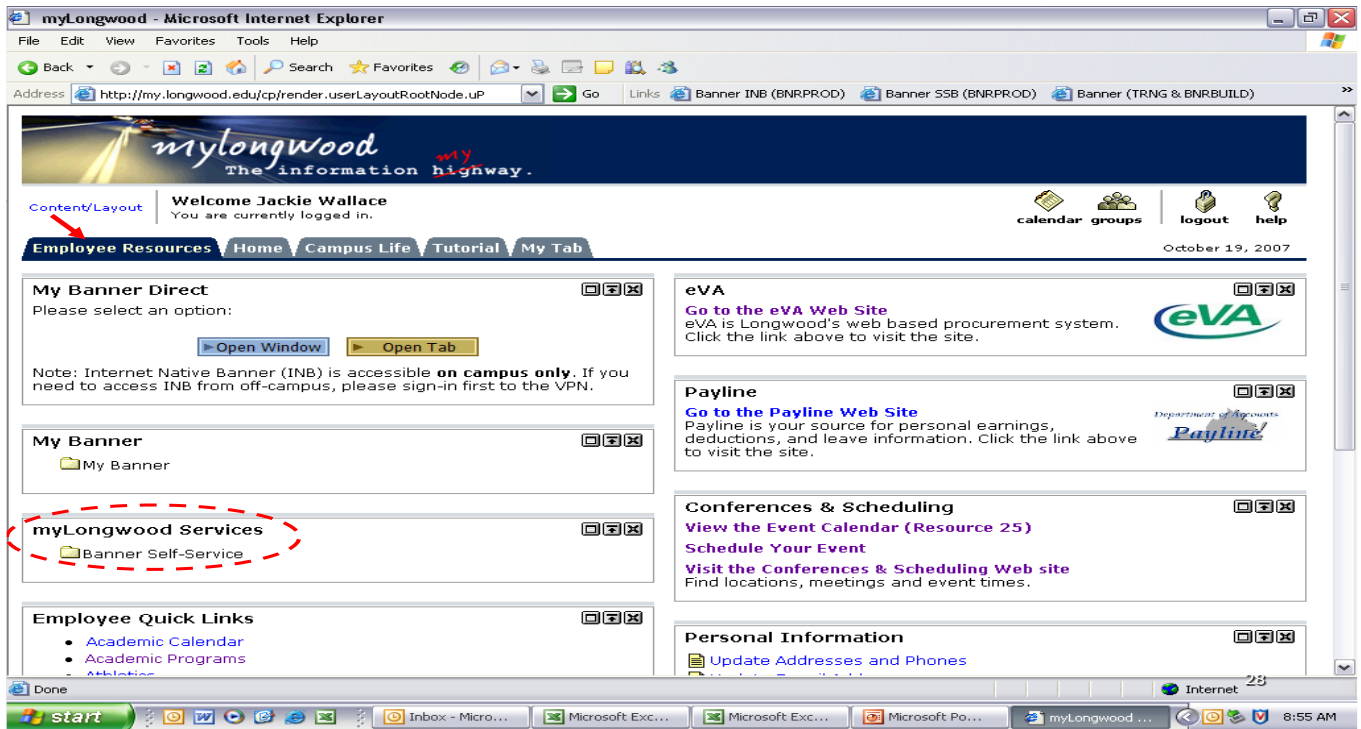 myLongwood - Microsoft Internet Explorer
File Edit View Favorites Tools Help
Back Search Favorites
Address http://my.longwood.edu/cp/render.userLayoutRootNode.uP Go Links Banner INB (BNRPROD) Banner SSB (BNRPROD) Banner (TRNG & BNRBUILD) »
mylongwood
my
The information highway.
Content/Layout
Welcome Jackie Wallace
You are currently logged in.
calendar groups logout help
Employee Resources Home Campus Life Tutorial My Tab
October 19, 2007
My Banner Direct
Please select an option:
Open Window Open Tab
Note: Internet Native Banner (INB) is accessible on campus only. If you
need to access INB from off-campus, please sign-in first to the VPN.
My Banner
My Banner
myLongwood Services
Banner Self-Service
Employee Quick Links
• Academic Calendar
• Academic Programs
• Athletics
eVA
Go to the eVA Web Site
eVA is Longwood's web based procurement system.
Click the link above to visit the site.
eVA
Payline
Go to the Payline Web Site
Payline is your source for personal earnings,
deductions, and leave information. Click the link above
to visit the site.
Department of Accounts
Payline
Conferences & Scheduling
View the Event Calendar (Resource 25)
Schedule Your Event
Visit the Conferences & Scheduling Web site
Find locations, meetings and event times.
Personal Information
Update Addresses and Phones
Done
Internet
28
start Inbox - Micro... Microsoft Exc... Microsoft Exc... Microsoft Po... myLongwood ... 8:55 AM